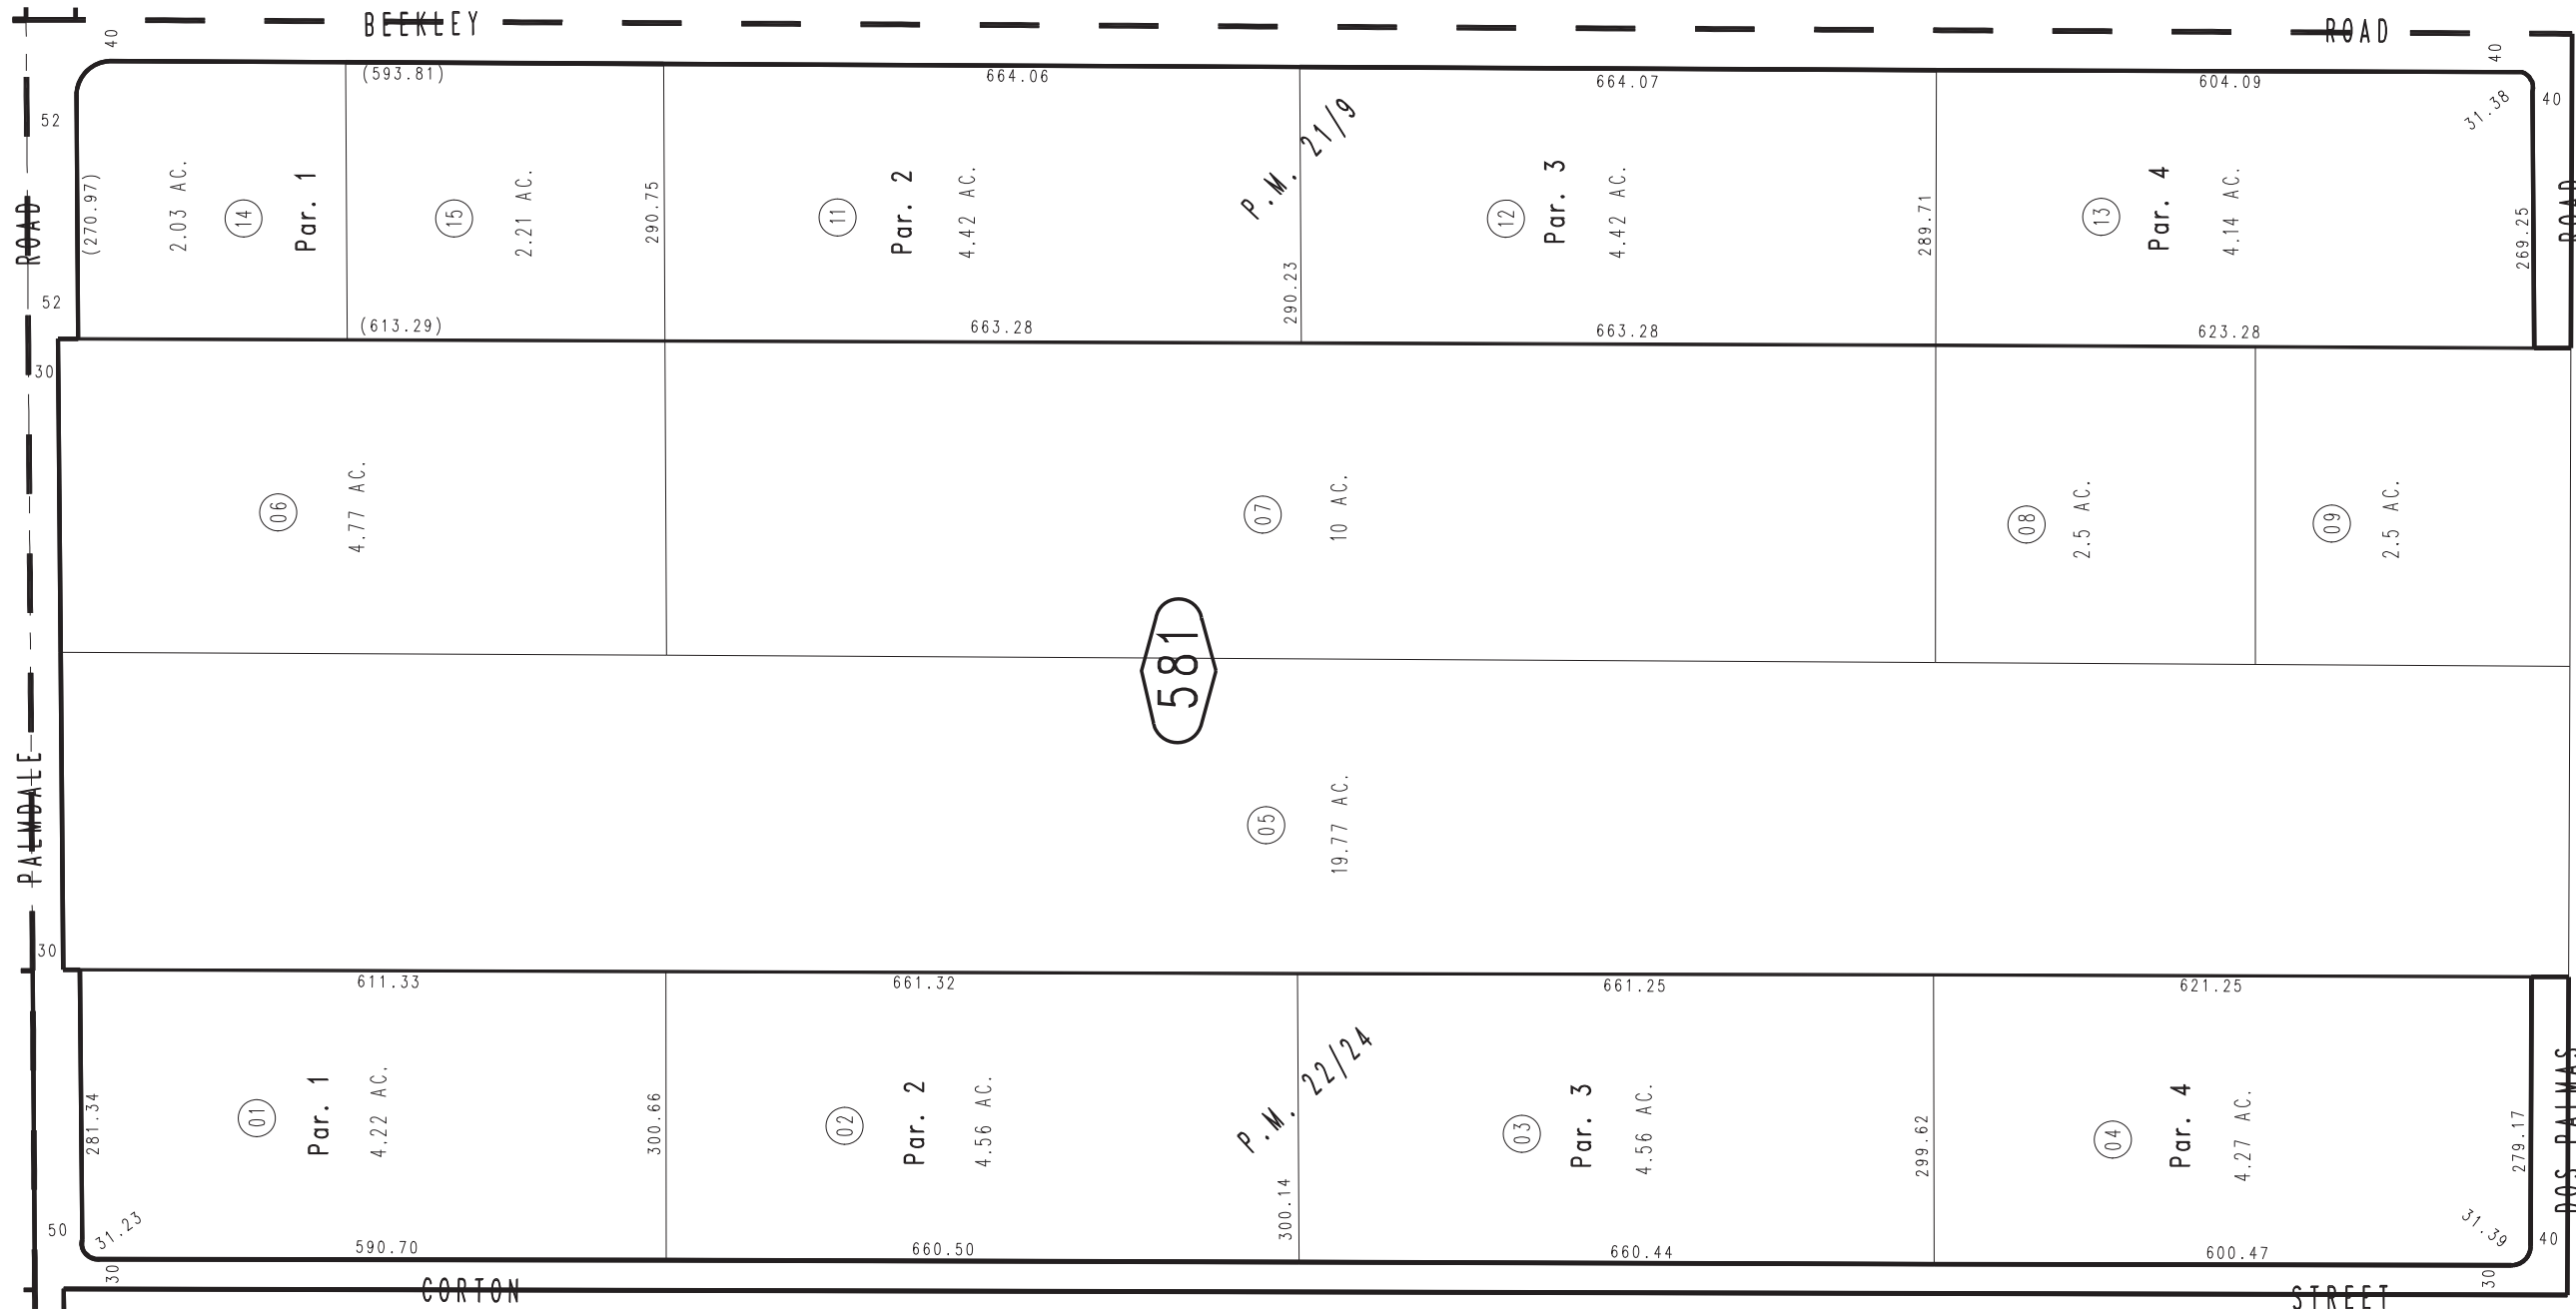 BEEKLEY ROAD
40 40
(593.81) 664.06 664.07 604.09
52 40
31.38
P.M. 21/9
ROAD
(270.97) 2.03 AC. 14 Par. 1 15 2.21 AC. 290.75 11 Par. 2 4.42 AC. 290.23 12 Par. 3 4.42 AC. 289.71 13 Par. 4 4.14 AC. 269.25 ROAD
52
(613.29) 663.28 663.28 623.28
30
06 4.77 AC. 07 10 AC. 08 2.5 AC. 09 2.5 AC.
581
PALMDALE
05 19.77 AC.
30
611.33 661.32 661.25 621.25
P.M. 22/24
281.34 01 Par. 1 4.22 AC. 300.66 02 Par. 2 4.56 AC. 300.14 03 Par. 3 4.56 AC. 299.62 04 Par. 4 4.27 AC. 279.17 DOS PALMAS
50 31.23 31.39 40
590.70 660.50 660.44 600.47
30 30
CORTON STREET